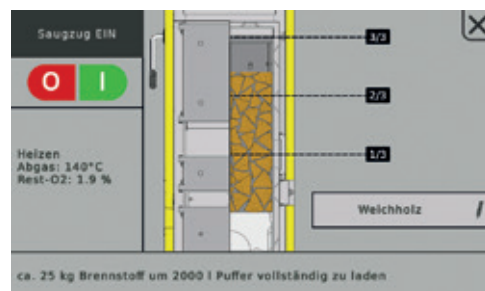 Saugzug EIN
O I
Heizen
Abgas: 140°C
Rest-O2: 1.9 %
3/3
2/3
1/3
Weichholz
ca. 25 kg Brennstoff um 2000 l Puffer vollständig zu laden